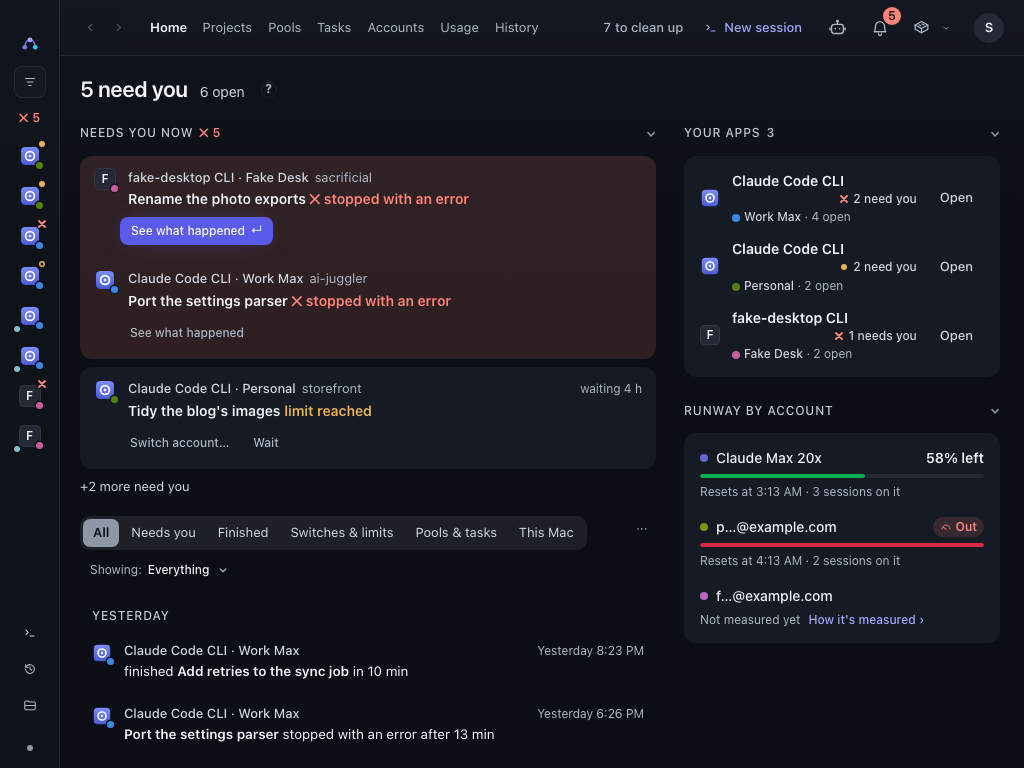 Home Projects Pools Tasks Accounts Usage History 7 to clean up New session 5 S
5
5 need you 6 open ?
NEEDS YOU NOW 5
F fake-desktop CLI · Fake Desk sacrificial
Rename the photo exports stopped with an error
See what happened
Claude Code CLI · Work Max ai-juggler
Port the settings parser stopped with an error
See what happened
Claude Code CLI · Personal storefront waiting 4 h
Tidy the blog's images limit reached
Switch account... Wait
+2 more need you
All Needs you Finished Switches & limits Pools & tasks This Mac ...
Showing: Everything
YESTERDAY
Claude Code CLI · Work Max Yesterday 8:23 PM
finished Add retries to the sync job in 10 min
Claude Code CLI · Work Max Yesterday 6:26 PM
Port the settings parser stopped with an error after 13 min
YOUR APPS 3
Claude Code CLI
2 need you Open
Work Max · 4 open
Claude Code CLI
2 need you Open
Personal · 2 open
fake-desktop CLI
F 1 needs you Open
Fake Desk · 2 open
RUNWAY BY ACCOUNT
Claude Max 20x 58% left
Resets at 3:13 AM · 3 sessions on it
p...@example.com Out
Resets at 4:13 AM · 2 sessions on it
f...@example.com
Not measured yet How it's measured ›
F
F